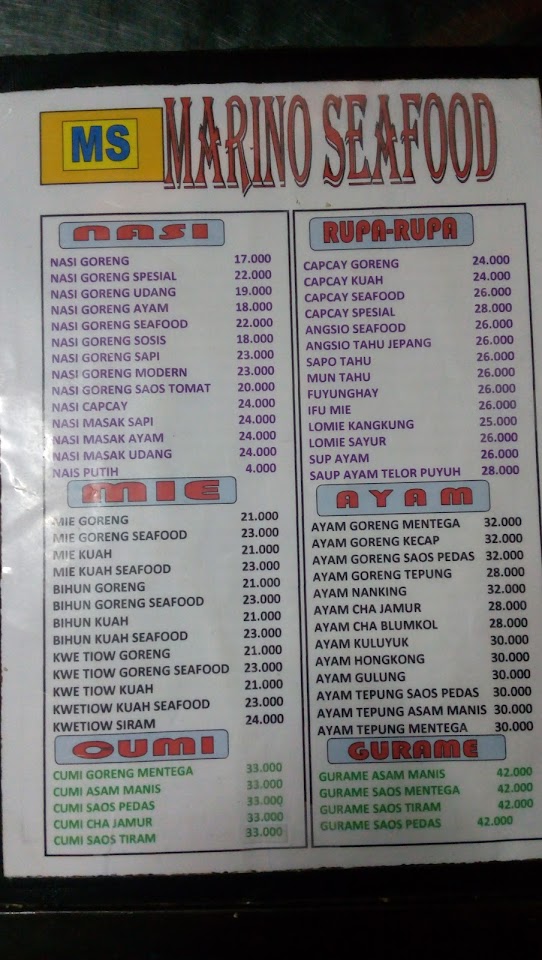 MS
MARINO SEAFOOD
NASI
NASI GORENG 17.000
NASI GORENG SPESIAL 22.000
NASI GORENG UDANG 19.000
NASI GORENG AYAM 18.000
NASI GORENG SEAFOOD 22.000
NASI GORENG SOSIS 18.000
NASI GORENG SAPI 23.000
NASI GORENG MODERN 23.000
NASI GORENG SAOS TOMAT 20.000
NASI CAPCAY 24.000
NASI MASAK SAPI 24.000
NASI MASAK AYAM 24.000
NASI MASAK UDANG 24.000
NAIS PUTIH 4.000
MIE
MIE GORENG 21.000
MIE GORENG SEAFOOD 23.000
MIE KUAH 21.000
MIE KUAH SEAFOOD 23.000
BIHUN GORENG 21.000
BIHUN GORENG SEAFOOD 23.000
BIHUN KUAH 21.000
BIHUN KUAH SEAFOOD 23.000
KWE TIOW GORENG 21.000
KWE TIOW GORENG SEAFOOD 23.000
KWE TIOW KUAH 21.000
KWETIOW KUAH SEAFOOD 23.000
KWETIOW SIRAM 24.000
CUMI
CUMI GORENG MENTEGA 33.000
CUMI ASAM MANIS 33.000
CUMI SAOS PEDAS 33.000
CUMI CHA JAMUR 33.000
CUMI SAOS TIRAM 33.000
RUPA-RUPA
CAPCAY GORENG 24.000
CAPCAY KUAH 24.000
CAPCAY SEAFOOD 26.000
CAPCAY SPESIAL 28.000
ANGSIO SEAFOOD 26.000
ANGSIO TAHU JEPANG 26.000
SAPO TAHU 26.000
MUN TAHU 26.000
FUYUNGHAY 26.000
IFU MIE 26.000
LOMIE KANGKUNG 25.000
LOMIE SAYUR 26.000
SUP AYAM 26.000
SAUP AYAM TELOR PUYUH 28.000
AYAM
AYAM GORENG MENTEGA 32.000
AYAM GORENG KECAP 32.000
AYAM GORENG SAOS PEDAS 32.000
AYAM GORENG TEPUNG 28.000
AYAM NANKING 32.000
AYAM CHA JAMUR 28.000
AYAM CHA BLUMKOL 28.000
AYAM KULUYUK 30.000
AYAM HONGKONG 30.000
AYAM GULUNG 30.000
AYAM TEPUNG SAOS PEDAS 30.000
AYAM TEPUNG ASAM MANIS 30.000
AYAM TEPUNG MENTEGA 30.000
GURAME
GURAME ASAM MANIS 42.000
GURAME SAOS MENTEGA 42.000
GURAME SAOS TIRAM 42.000
GURAME SAOS PEDAS 42.000